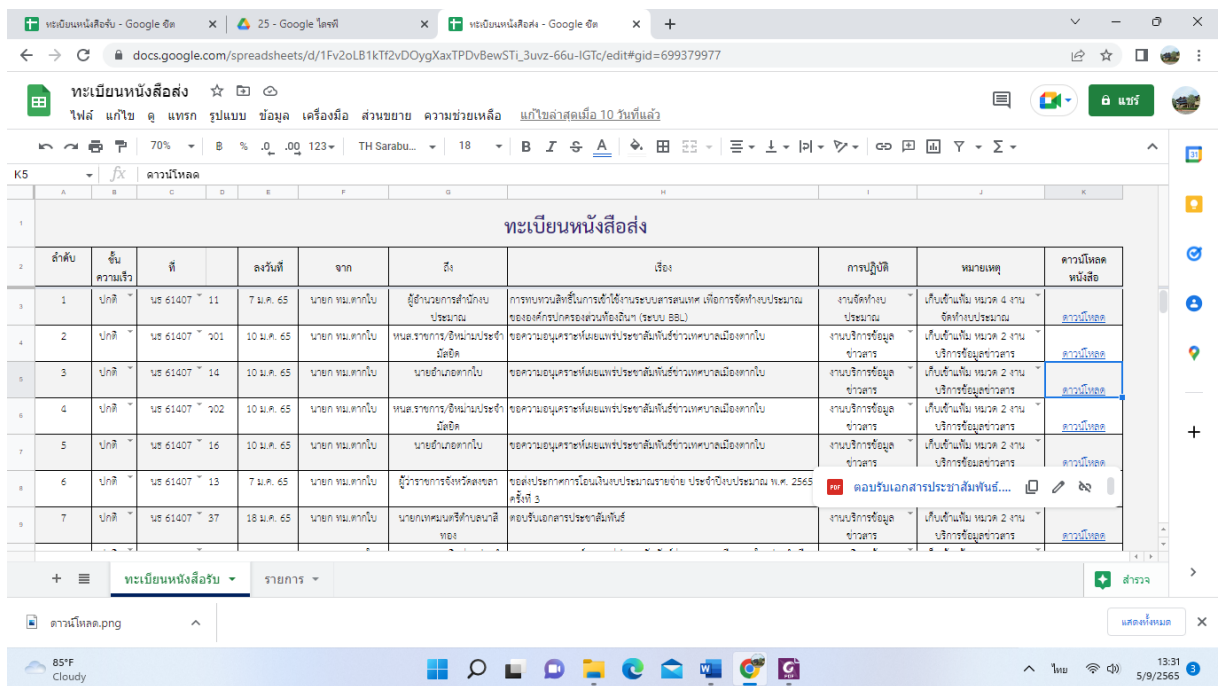 ทะเบียนหนังสือรับ - Google ชีต
25 - Google ไดรฟ์
ทะเบียนหนังสือส่ง - Google ชีต
docs.google.com/spreadsheets/d/1Fv2oLB1kTf2vDOygXaxTPDvBewSTi_3uvz-66u-IGTc/edit#gid=699379977
ทะเบียนหนังสือส่ง
แชร์
ไฟล์ แก้ไข ดู แทรก รูปแบบ ข้อมูล เครื่องมือ ส่วนขยาย ความช่วยเหลือ แก้ไขล่าสุดเมื่อ 10 วันที่แล้ว
70% ฿ % .0 .00 123 TH Sarabu... 18 B I S A
31
K5 fx ดาวน์โหลด
A B C D E F G H I J K
1 ทะเบียนหนังสือส่ง
2 ลำดับ ชั้น ที่ ลงวันที่ จาก ถึง เรื่อง การปฏิบัติ หมายเหตุ ดาวน์โหลด
ความเร็ว หนังสือ
3 1 ปกติ นธ 61407 11 7 ม.ค. 65 นายก ทม.ตากใบ ผู้อำนวยการสำนักงบ การทบทวนสิทธิ์ในการเข้าใช้งานระบบสารสนเทศ เพื่อการจัดทำงบประมาณ งานจัดทำงบ เก็บเข้าแฟ้ม หมวด 4 งาน
ประมาณ ขององค์กรปกครองส่วนท้องถิ่นฯ (ระบบ BBL) ประมาณ จัดทำงบประมาณ ดาวน์โหลด
4 2 ปกติ นธ 61407 ว01 10 ม.ค. 65 นายก ทม.ตากใบ หนส.ราชการ/อิหม่ามประจำ ขอความอนุเคราะห์เผยแพร่ประชาสัมพันธ์ข่าวเทศบาลเมืองตากใบ งานบริการข้อมูล เก็บเข้าแฟ้ม หมวด 2 งาน
มัสยิด ข่าวสาร บริการข้อมูลข่าวสาร ดาวน์โหลด
5 3 ปกติ นธ 61407 14 10 ม.ค. 65 นายก ทม.ตากใบ นายอำเภอตากใบ ขอความอนุเคราะห์เผยแพร่ประชาสัมพันธ์ข่าวเทศบาลเมืองตากใบ งานบริการข้อมูล เก็บเข้าแฟ้ม หมวด 2 งาน
ข่าวสาร บริการข้อมูลข่าวสาร ดาวน์โหลด
6 4 ปกติ นธ 61407 ว02 10 ม.ค. 65 นายก ทม.ตากใบ หนส.ราชการ/อิหม่ามประจำ ขอความอนุเคราะห์เผยแพร่ประชาสัมพันธ์ข่าวเทศบาลเมืองตากใบ งานบริการข้อมูล เก็บเข้าแฟ้ม หมวด 2 งาน
มัสยิด ข่าวสาร บริการข้อมูลข่าวสาร ดาวน์โหลด
7 5 ปกติ นธ 61407 16 10 ม.ค. 65 นายก ทม.ตากใบ นายอำเภอตากใบ ขอความอนุเคราะห์เผยแพร่ประชาสัมพันธ์ข่าวเทศบาลเมืองตากใบ งานบริการข้อมูล เก็บเข้าแฟ้ม หมวด 2 งาน
ข่าวสาร บริการข้อมูลข่าวสาร ดาวน์โหลด
8 6 ปกติ นธ 61407 13 7 ม.ค. 65 นายก ทม.ตากใบ ผู้ว่าราชการจังหวัดสงขลา ขอส่งประกาศการโอนเงินงบประมาณรายจ่าย ประจำปีงบประมาณ พ.ศ. 2565
ครั้งที่ 3
PDF ตอบรับเอกสารประชาสัมพันธ์....
9 7 ปกติ นธ 61407 37 18 ม.ค. 65 นายก ทม.ตากใบ นายกเทศมนตรีตำบลนาสี ตอบรับเอกสารประชาสัมพันธ์ งานบริการข้อมูล เก็บเข้าแฟ้ม หมวด 2 งาน
ทอง ข่าวสาร บริการข้อมูลข่าวสาร ดาวน์โหลด
ทะเบียนหนังสือรับ รายการ สำรวจ
ดาวน์โหลด.png แสดงทั้งหมด
85°F
Cloudy
ไทย
13:31
5/9/2565
3